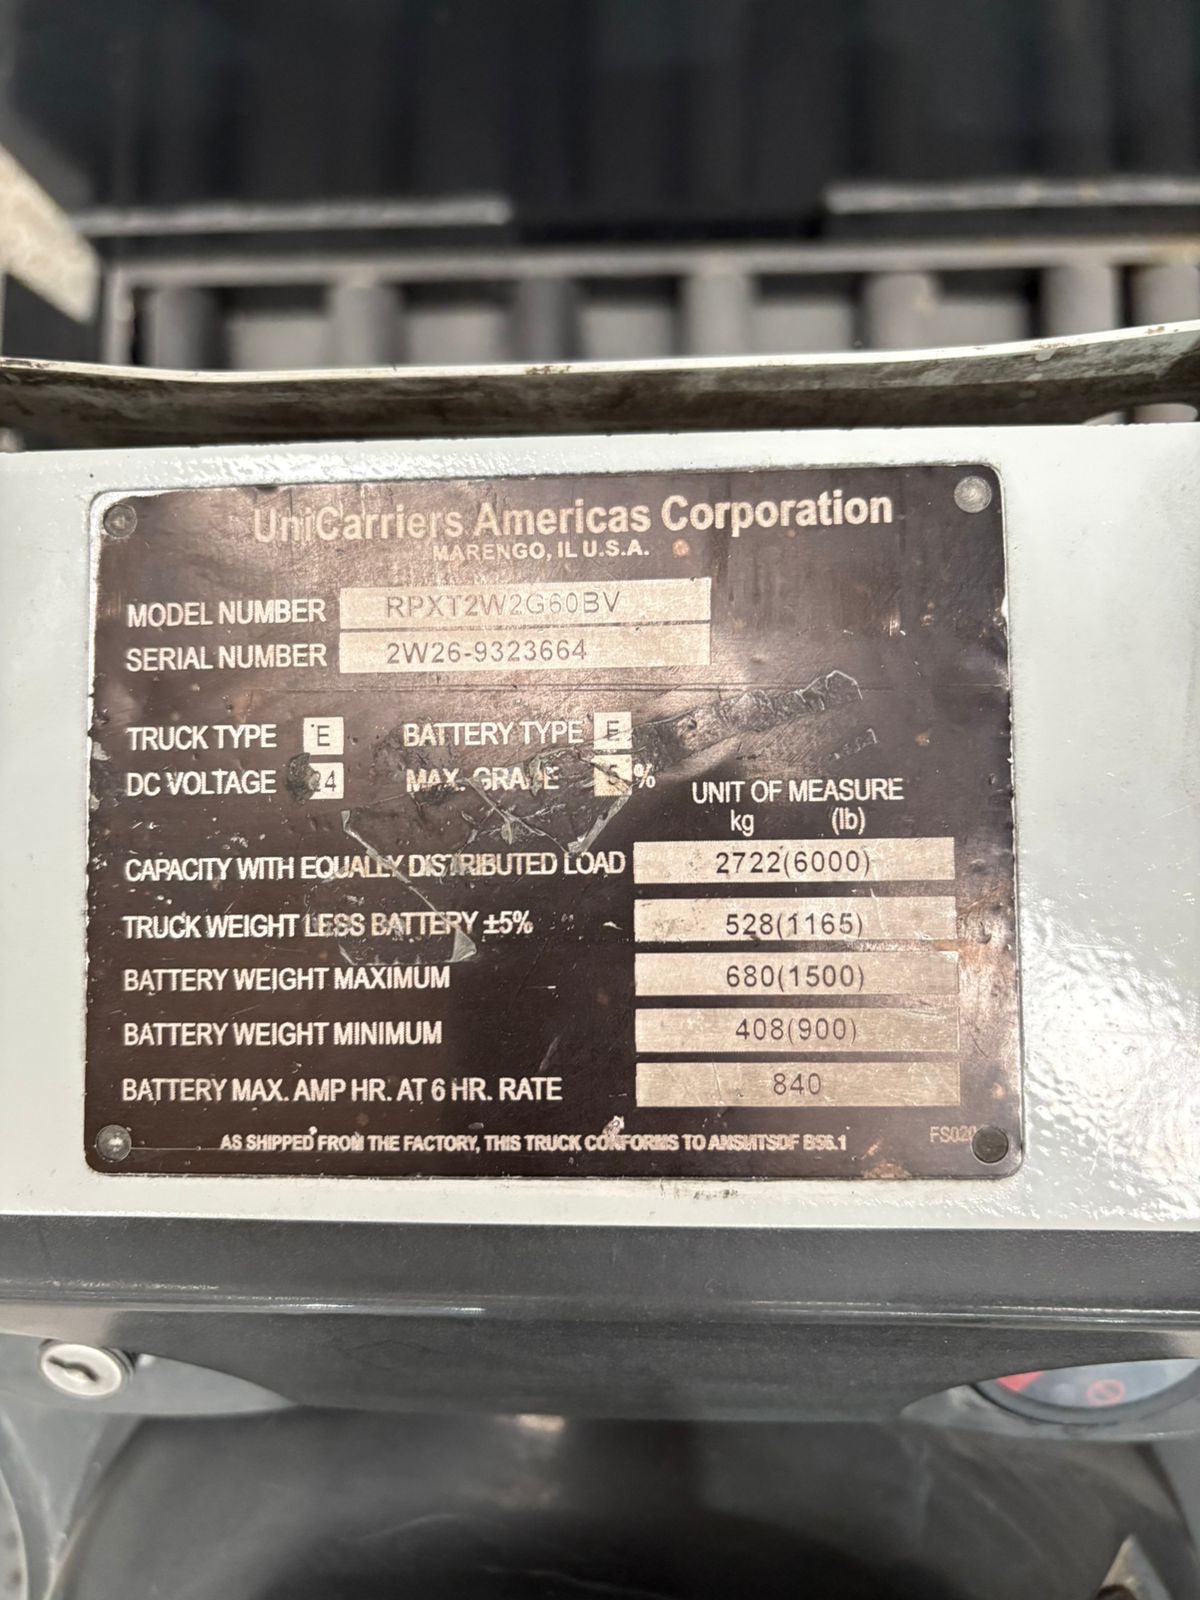 UniCarriers Americas Corporation
MARENGO, IL U.S.A.
MODEL NUMBER RPXT2W2G60BV
SERIAL NUMBER 2W26-9323664
TRUCK TYPE E BATTERY TYPE E
DC VOLTAGE 24 MAX. GRADE 5 %
UNIT OF MEASURE
kg (lb)
CAPACITY WITH EQUALLY DISTRIBUTED LOAD 2722(6000)
TRUCK WEIGHT LESS BATTERY ±5% 528(1165)
BATTERY WEIGHT MAXIMUM 680(1500)
BATTERY WEIGHT MINIMUM 408(900)
BATTERY MAX. AMP HR. AT 6 HR. RATE 840
AS SHIPPED FROM THE FACTORY, THIS TRUCK CONFORMS TO ANSI/ITSDF B56.1